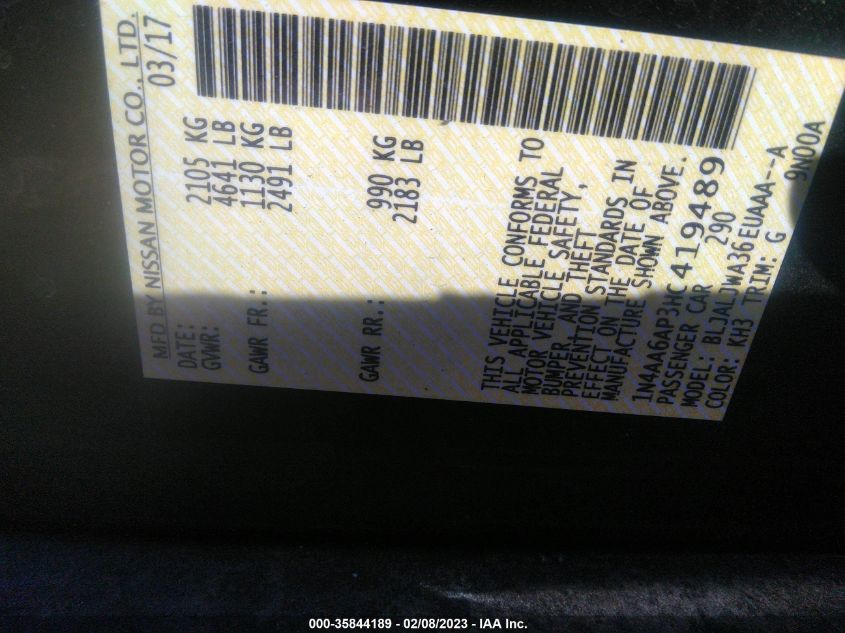 MFD BY NISSAN MOTOR CO., LTD.
DATE: 03/17
GVWR: 2105 KG
4641 LB
GAWR FR.: 1130 KG
2491 LB
GAWR RR.: 990 KG
2183 LB
THIS VEHICLE CONFORMS TO
ALL APPLICABLE FEDERAL
MOTOR VEHICLE SAFETY,
BUMPER, AND THEFT
PREVENTION STANDARDS IN
EFFECT ON THE DATE OF
MANUFACTURE SHOWN ABOVE.
1N4AA6AP3HC419489
PASSENGER CAR 290
MODEL: BLJALJWA36EUAAA--A
COLOR: KH3 TRIM: G 9N00A
000-35844189 - 02/08/2023 - IAA Inc.